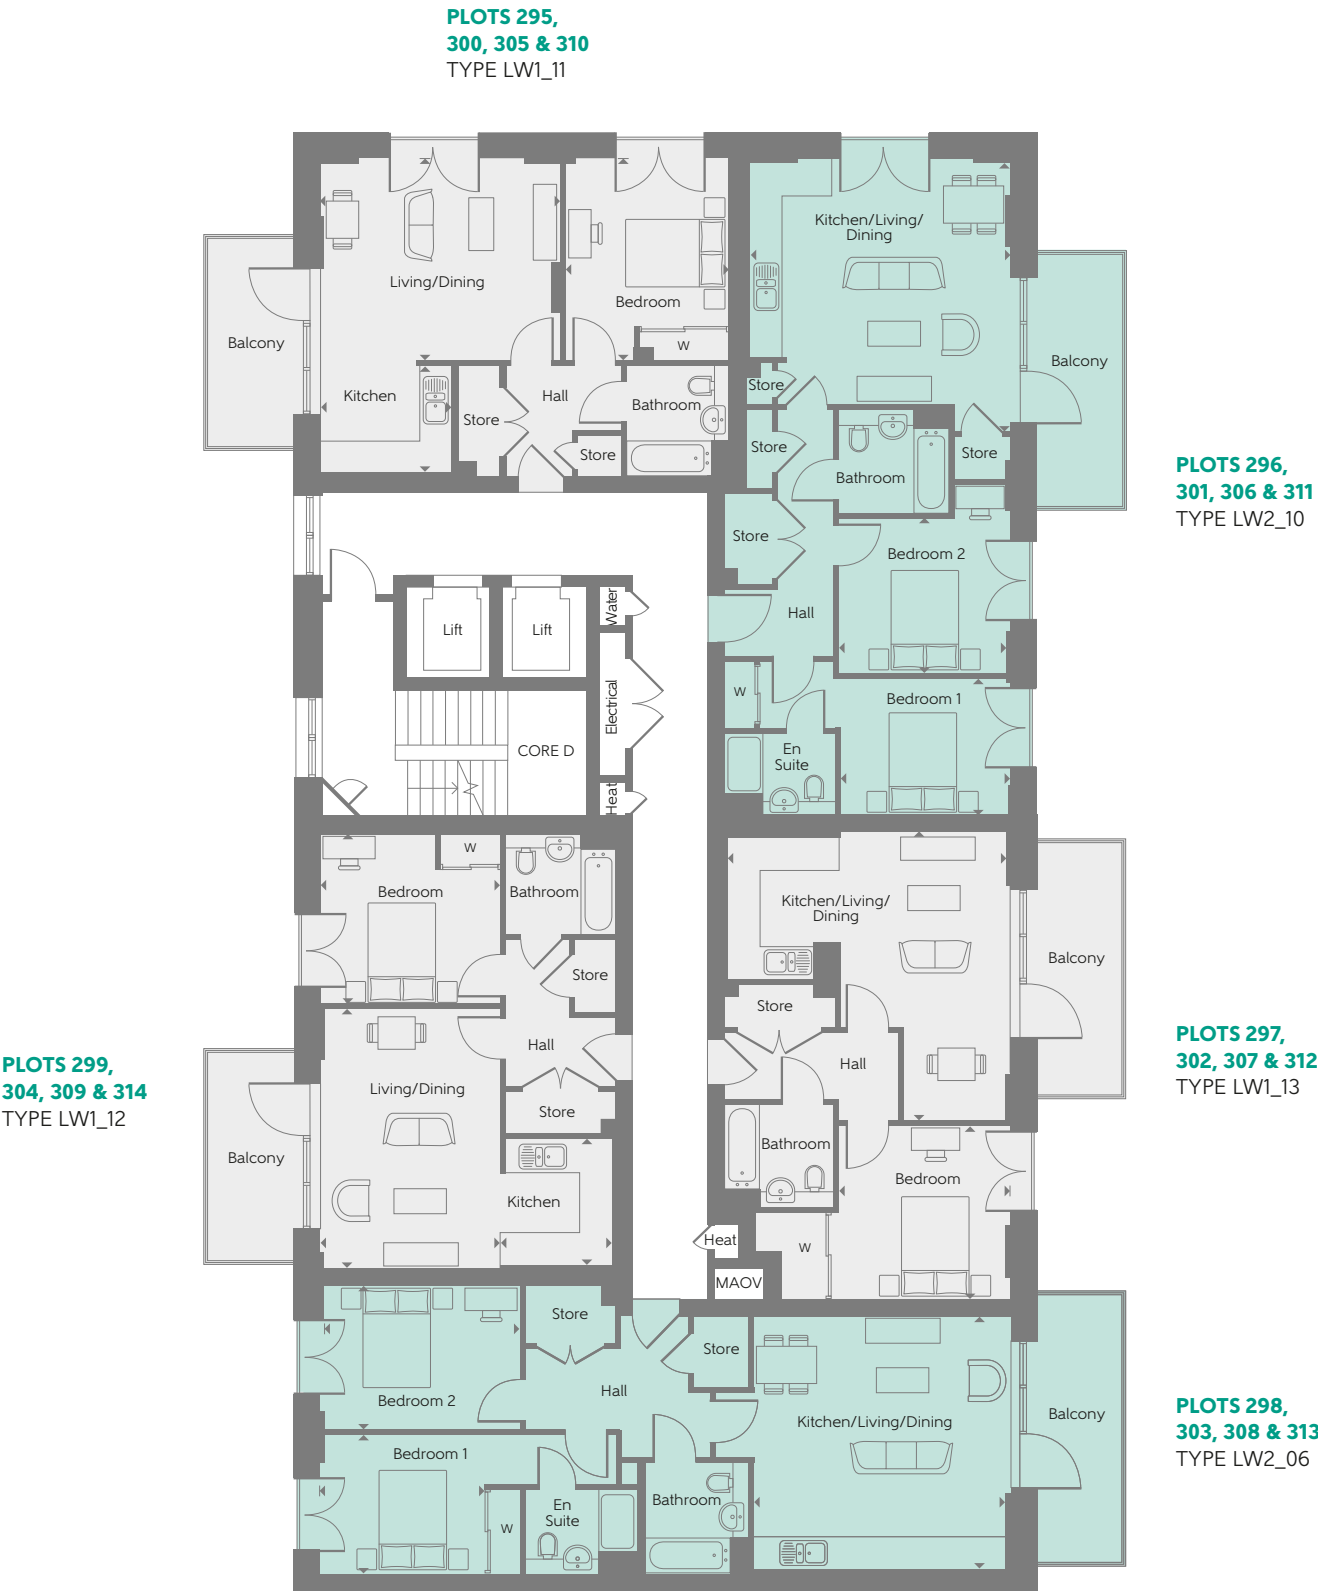 PLOTS 295,
300, 305 & 310
TYPE LW1_11
Living/Dining
Bedroom
W
Balcony
Kitchen
Store
Hall
Bathroom
Store
Kitchen/Living/
Dining
Balcony
Store
Store
Bathroom
Store
Store
Bedroom 2
Hall
W
Bedroom 1
En
Suite
PLOTS 296,
301, 306 & 311
TYPE LW2_10
Lift
Lift
Water
Electrical
CORE D
Heat
W
Bedroom
Bathroom
Store
Hall
Living/Dining
Store
Balcony
Kitchen
PLOTS 299,
304, 309 & 314
TYPE LW1_12
Kitchen/Living/
Dining
Balcony
Store
Hall
Bathroom
Bedroom
W
Heat
MAOV
PLOTS 297,
302, 307 & 312
TYPE LW1_13
Store
Store
Hall
Bedroom 2
Kitchen/Living/Dining
Balcony
Bedroom 1
En
Suite
W
Bathroom
PLOTS 298,
303, 308 & 313
TYPE LW2_06